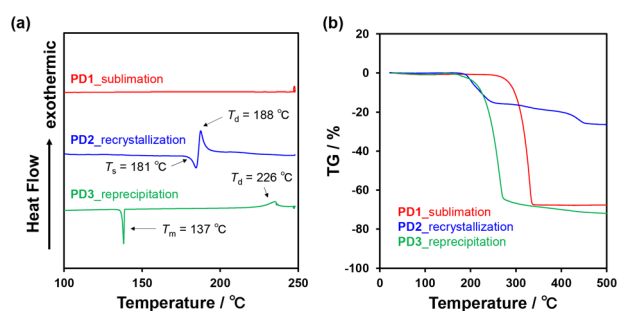 (a)
Heat Flow exothermic
PD1_sublimation
PD2_recrystallization
PD3_reprecipitation
Td = 188 °C
Ts = 181 °C
Td = 226 °C
Tm = 137 °C
100 150 200 250
Temperature / °C
(b)
TG / %
20
0
-20
-40
-60
-80
-100
PD1_sublimation
PD2_recrystallization
PD3_reprecipitation
0 100 200 300 400 500
Temperature / °C